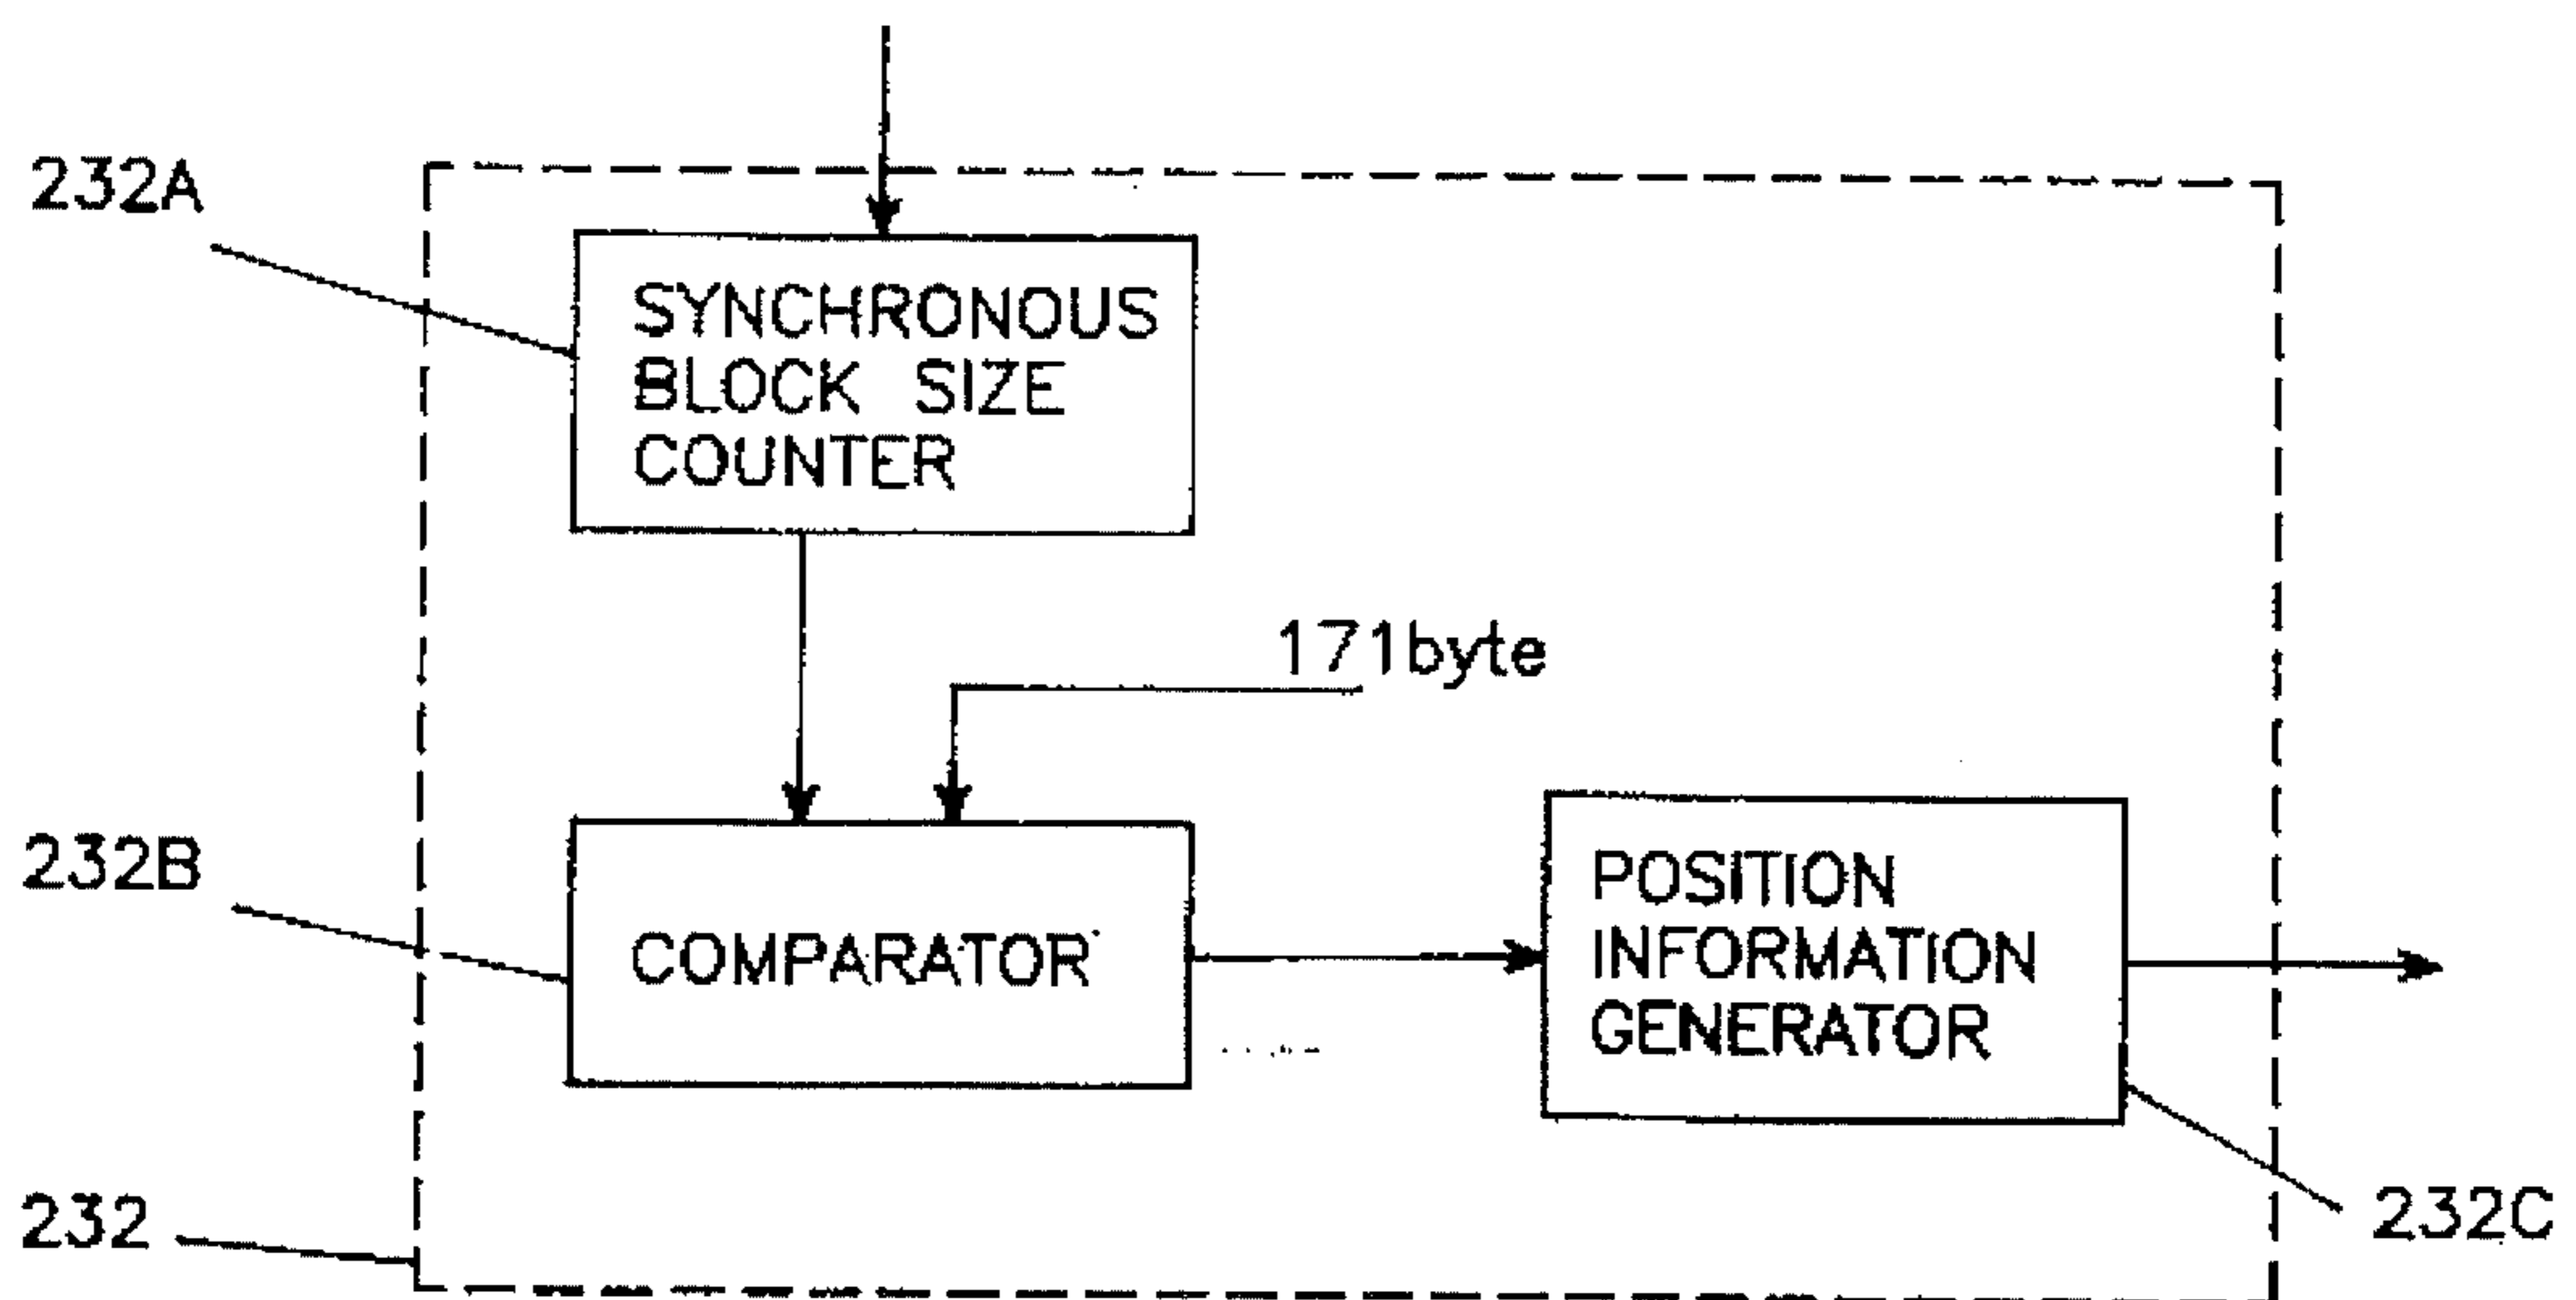 232A
SYNCHRONOUS
BLOCK SIZE
COUNTER
171byte
232B
COMPARATOR
POSITION
INFORMATION
GENERATOR
232
232C